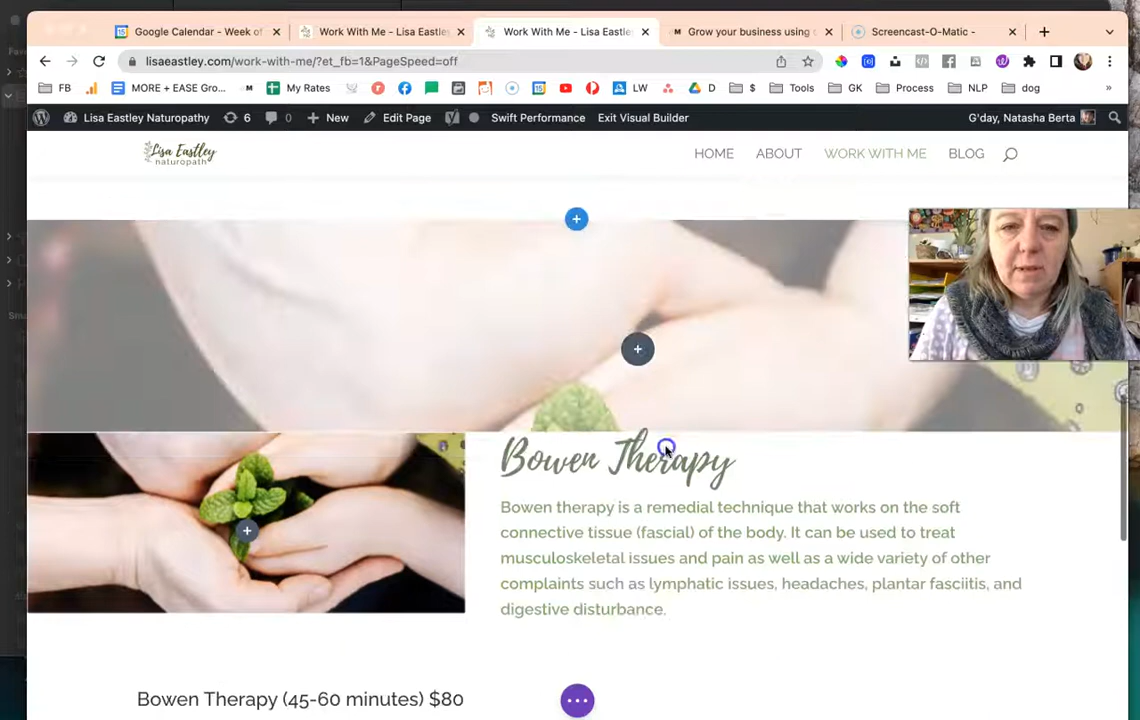 Google Calendar - Week of
Work With Me - Lisa Eastley
Work With Me - Lisa Eastley
Grow your business using t
Screencast-O-Matic -
lisaeastley.com/work-with-me/?et_fb=1&PageSpeed=off
FB
MORE + EASE Gro...
My Rates
LW
D
$
Tools
GK
Process
NLP
dog
»
Lisa Eastley Naturopathy
6
0
New
Edit Page
Swift Performance
Exit Visual Builder
G'day, Natasha Berta
Lisa Eastley
naturopath
HOME
ABOUT
WORK WITH ME
BLOG
Bowen Therapy
Bowen therapy is a remedial technique that works on the soft
connective tissue (fascial) of the body. It can be used to treat
musculoskeletal issues and pain as well as a wide variety of other
complaints such as lymphatic issues, headaches, plantar fasciitis, and
digestive disturbance.
Bowen Therapy (45-60 minutes) $80